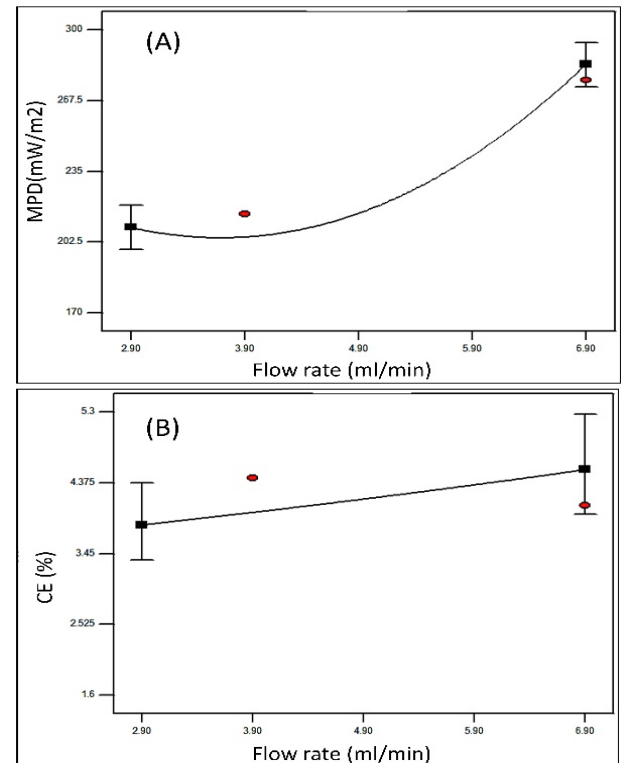 (A)
300
267.5
235
202.5
170
MPD(mW/m2)
2.90 3.90 4.90 5.90 6.90
Flow rate (ml/min)
(B)
5.3
4.375
3.45
2.525
1.6
CE (%)
2.90 3.90 4.90 5.90 6.90
Flow rate (ml/min)